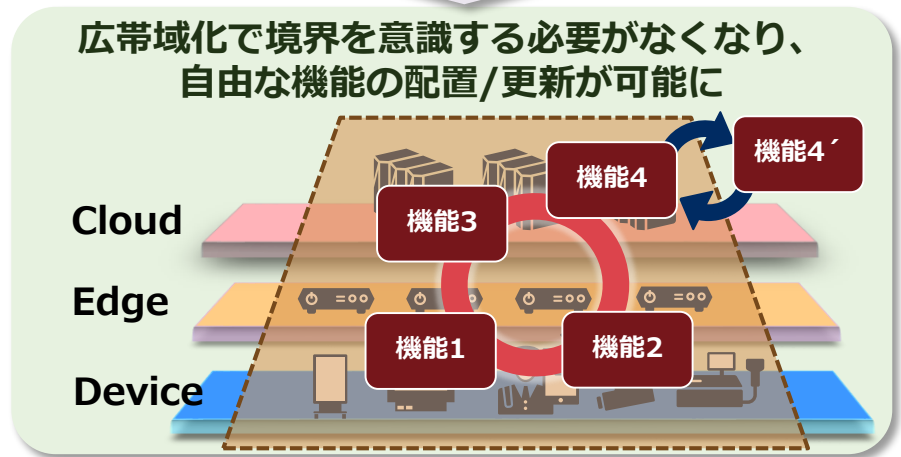 広帯域化で境界を意識する必要がなくなり、
自由な機能の配置/更新が可能に
機能4
機能4´
機能3
Cloud
Edge
機能1
機能2
Device